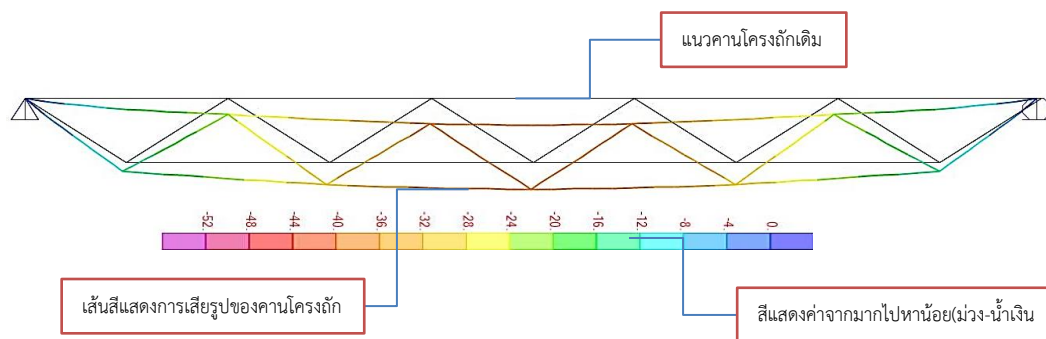 แนวคานโครงถักเดิม
-52. -48. -44. -40. -36. -32. -28. -24. -20. -16. -12. -8. -4. 0.
เส้นสีแสดงการเสียรูปของคานโครงถัก
สีแสดงค่าจากมากไปหาน้อย(ม่วง-น้ำเงิน